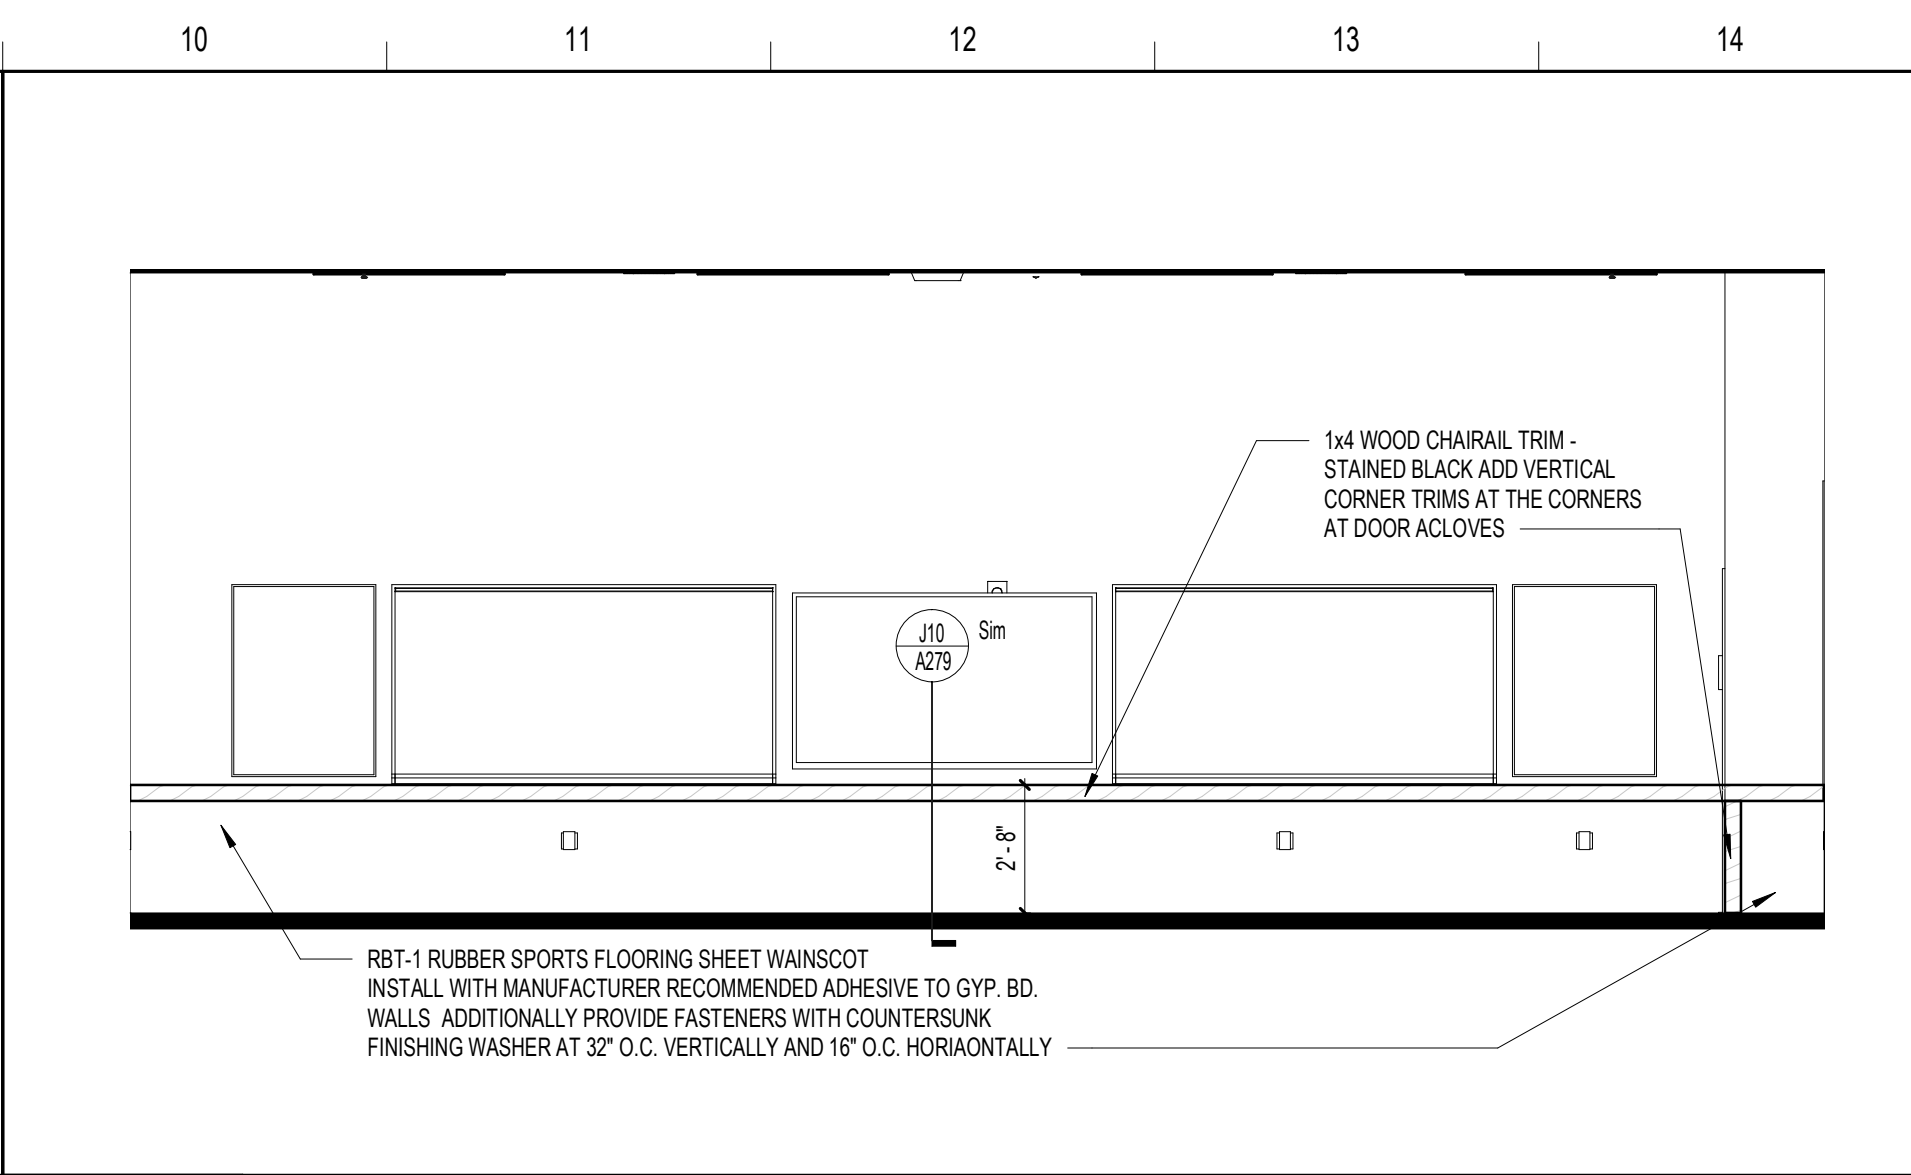 10 11 12 13 14
1x4 WOOD CHAIRAIL TRIM -
STAINED BLACK ADD VERTICAL
CORNER TRIMS AT THE CORNERS
AT DOOR ACLOVES
J10 Sim
A279
2' - 8"
RBT-1 RUBBER SPORTS FLOORING SHEET WAINSCOT
INSTALL WITH MANUFACTURER RECOMMENDED ADHESIVE TO GYP. BD.
WALLS  ADDITIONALLY PROVIDE FASTENERS WITH COUNTERSUNK
FINISHING WASHER AT 32" O.C. VERTICALLY AND 16" O.C. HORIAONTALLY